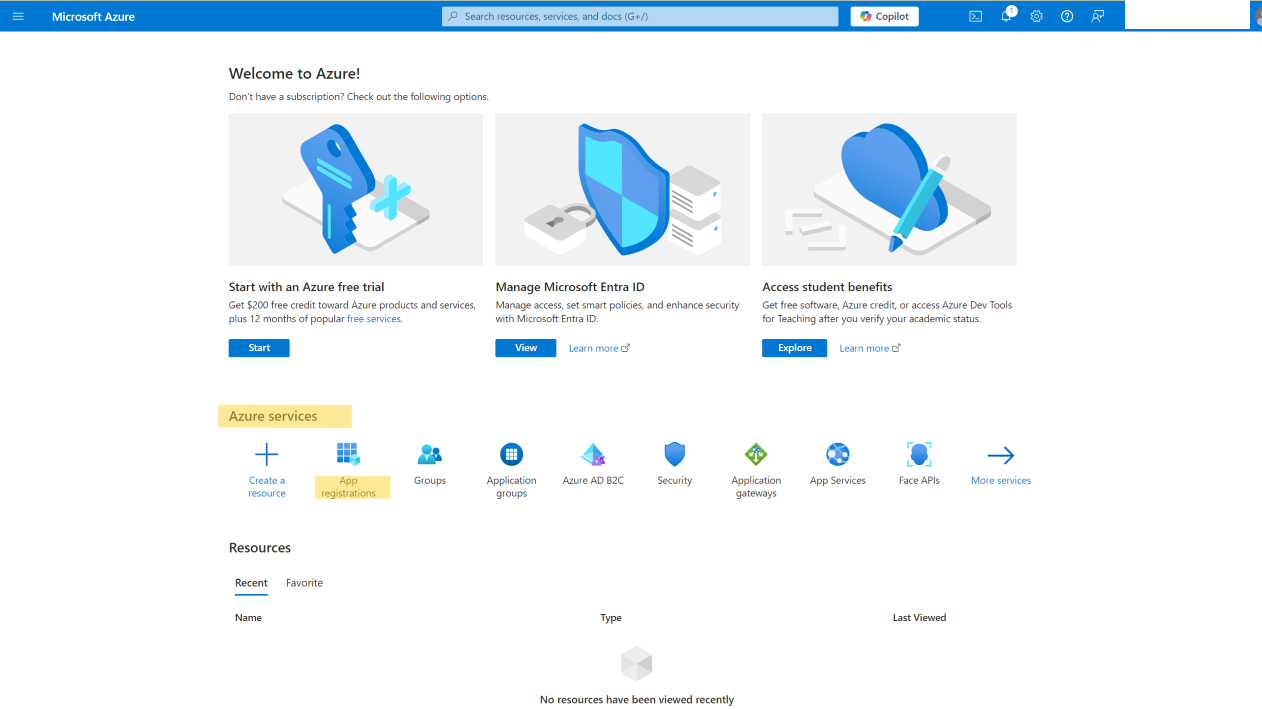 Microsoft Azure
Search resources, services, and docs (G+/)
Copilot
1
Welcome to Azure!
Don't have a subscription? Check out the following options.
Start with an Azure free trial
Get $200 free credit toward Azure products and services,
plus 12 months of popular free services.
Start
Manage Microsoft Entra ID
Manage access, set smart policies, and enhance security
with Microsoft Entra ID.
View
Learn more
Access student benefits
Get free software, Azure credit, or access Azure Dev Tools
for Teaching after you verify your academic status.
Explore
Learn more
Azure services
Create a
resource
App
registrations
Groups
Application
groups
Azure AD B2C
Security
Application
gateways
App Services
Face APIs
More services
Resources
Recent
Favorite
Name
Type
Last Viewed
No resources have been viewed recently